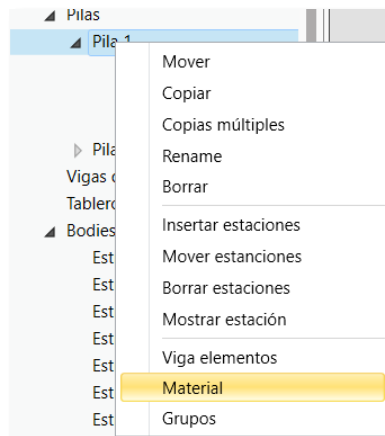 Pilas
Pila 1
Mover
Copiar
Copias múltiples
Pila
Rename
Vigas
Borrar
Tablero
Bodies
Insertar estaciones
Est
Mover estanciones
Est
Borrar estaciones
Est
Mostrar estación
Est
Viga elementos
Est
Material
Est
Grupos
Est